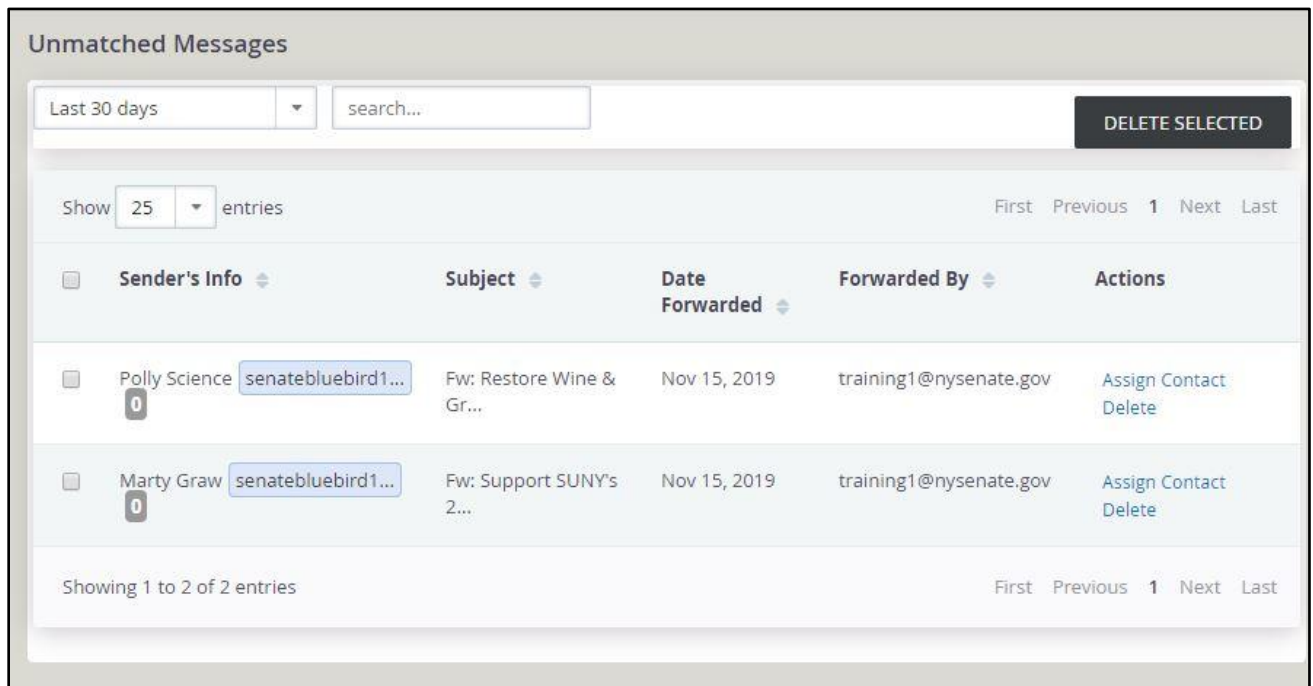 Unmatched Messages
Last 30 days search... DELETE SELECTED
Show 25 entries First Previous 1 Next Last
Sender's Info Subject Date Forwarded By Actions
Forwarded
Polly Science senatebluebird1... Fw: Restore Wine & Nov 15, 2019 training1@nysenate.gov Assign Contact
0 Gr... Delete
Marty Graw senatebluebird1... Fw: Support SUNY's Nov 15, 2019 training1@nysenate.gov Assign Contact
0 2... Delete
Showing 1 to 2 of 2 entries First Previous 1 Next Last